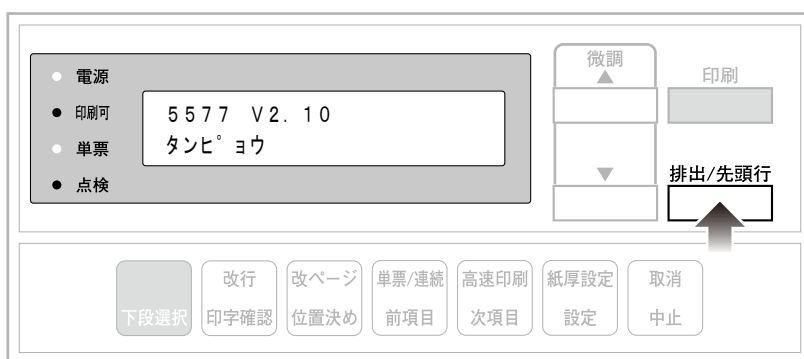 電源
印刷可
単票
点検
5577 V2.10
タンピョウ
微調
▲
▼
印刷
排出/先頭行
下段選択
改行
印字確認
改ページ
位置決め
単票/連続
前項目
高速印刷
次項目
紙厚設定
設定
取消
中止